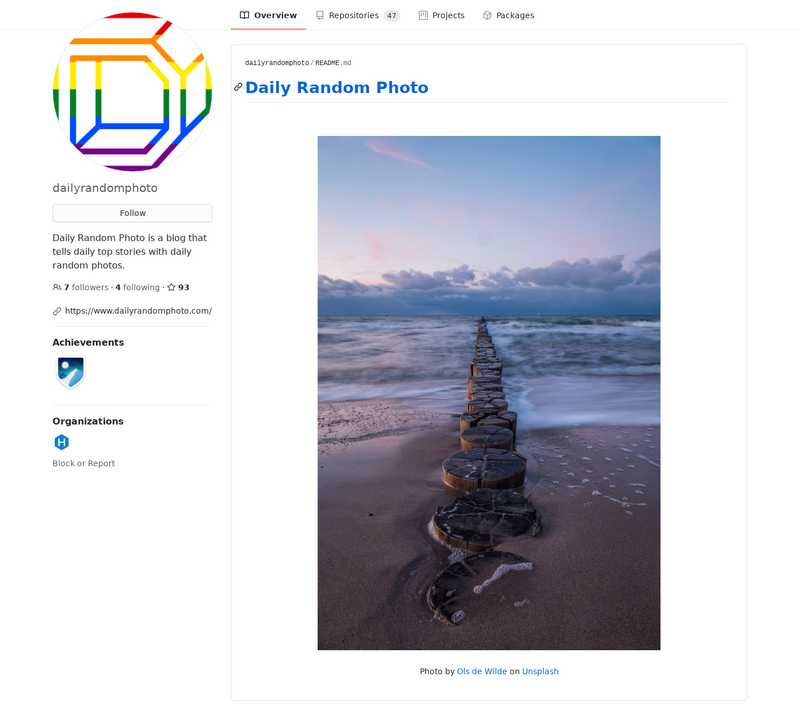 Overview
Repositories 47
Projects
Packages
dailyrandomphoto
Follow
Daily Random Photo is a blog that
tells daily top stories with daily
random photos.
7 followers · 4 following · 93
https://www.dailyrandomphoto.com/
Achievements
Organizations
H
Block or Report
dailyrandomphoto/README.md
Daily Random Photo
Photo by Ols de Wilde on Unsplash